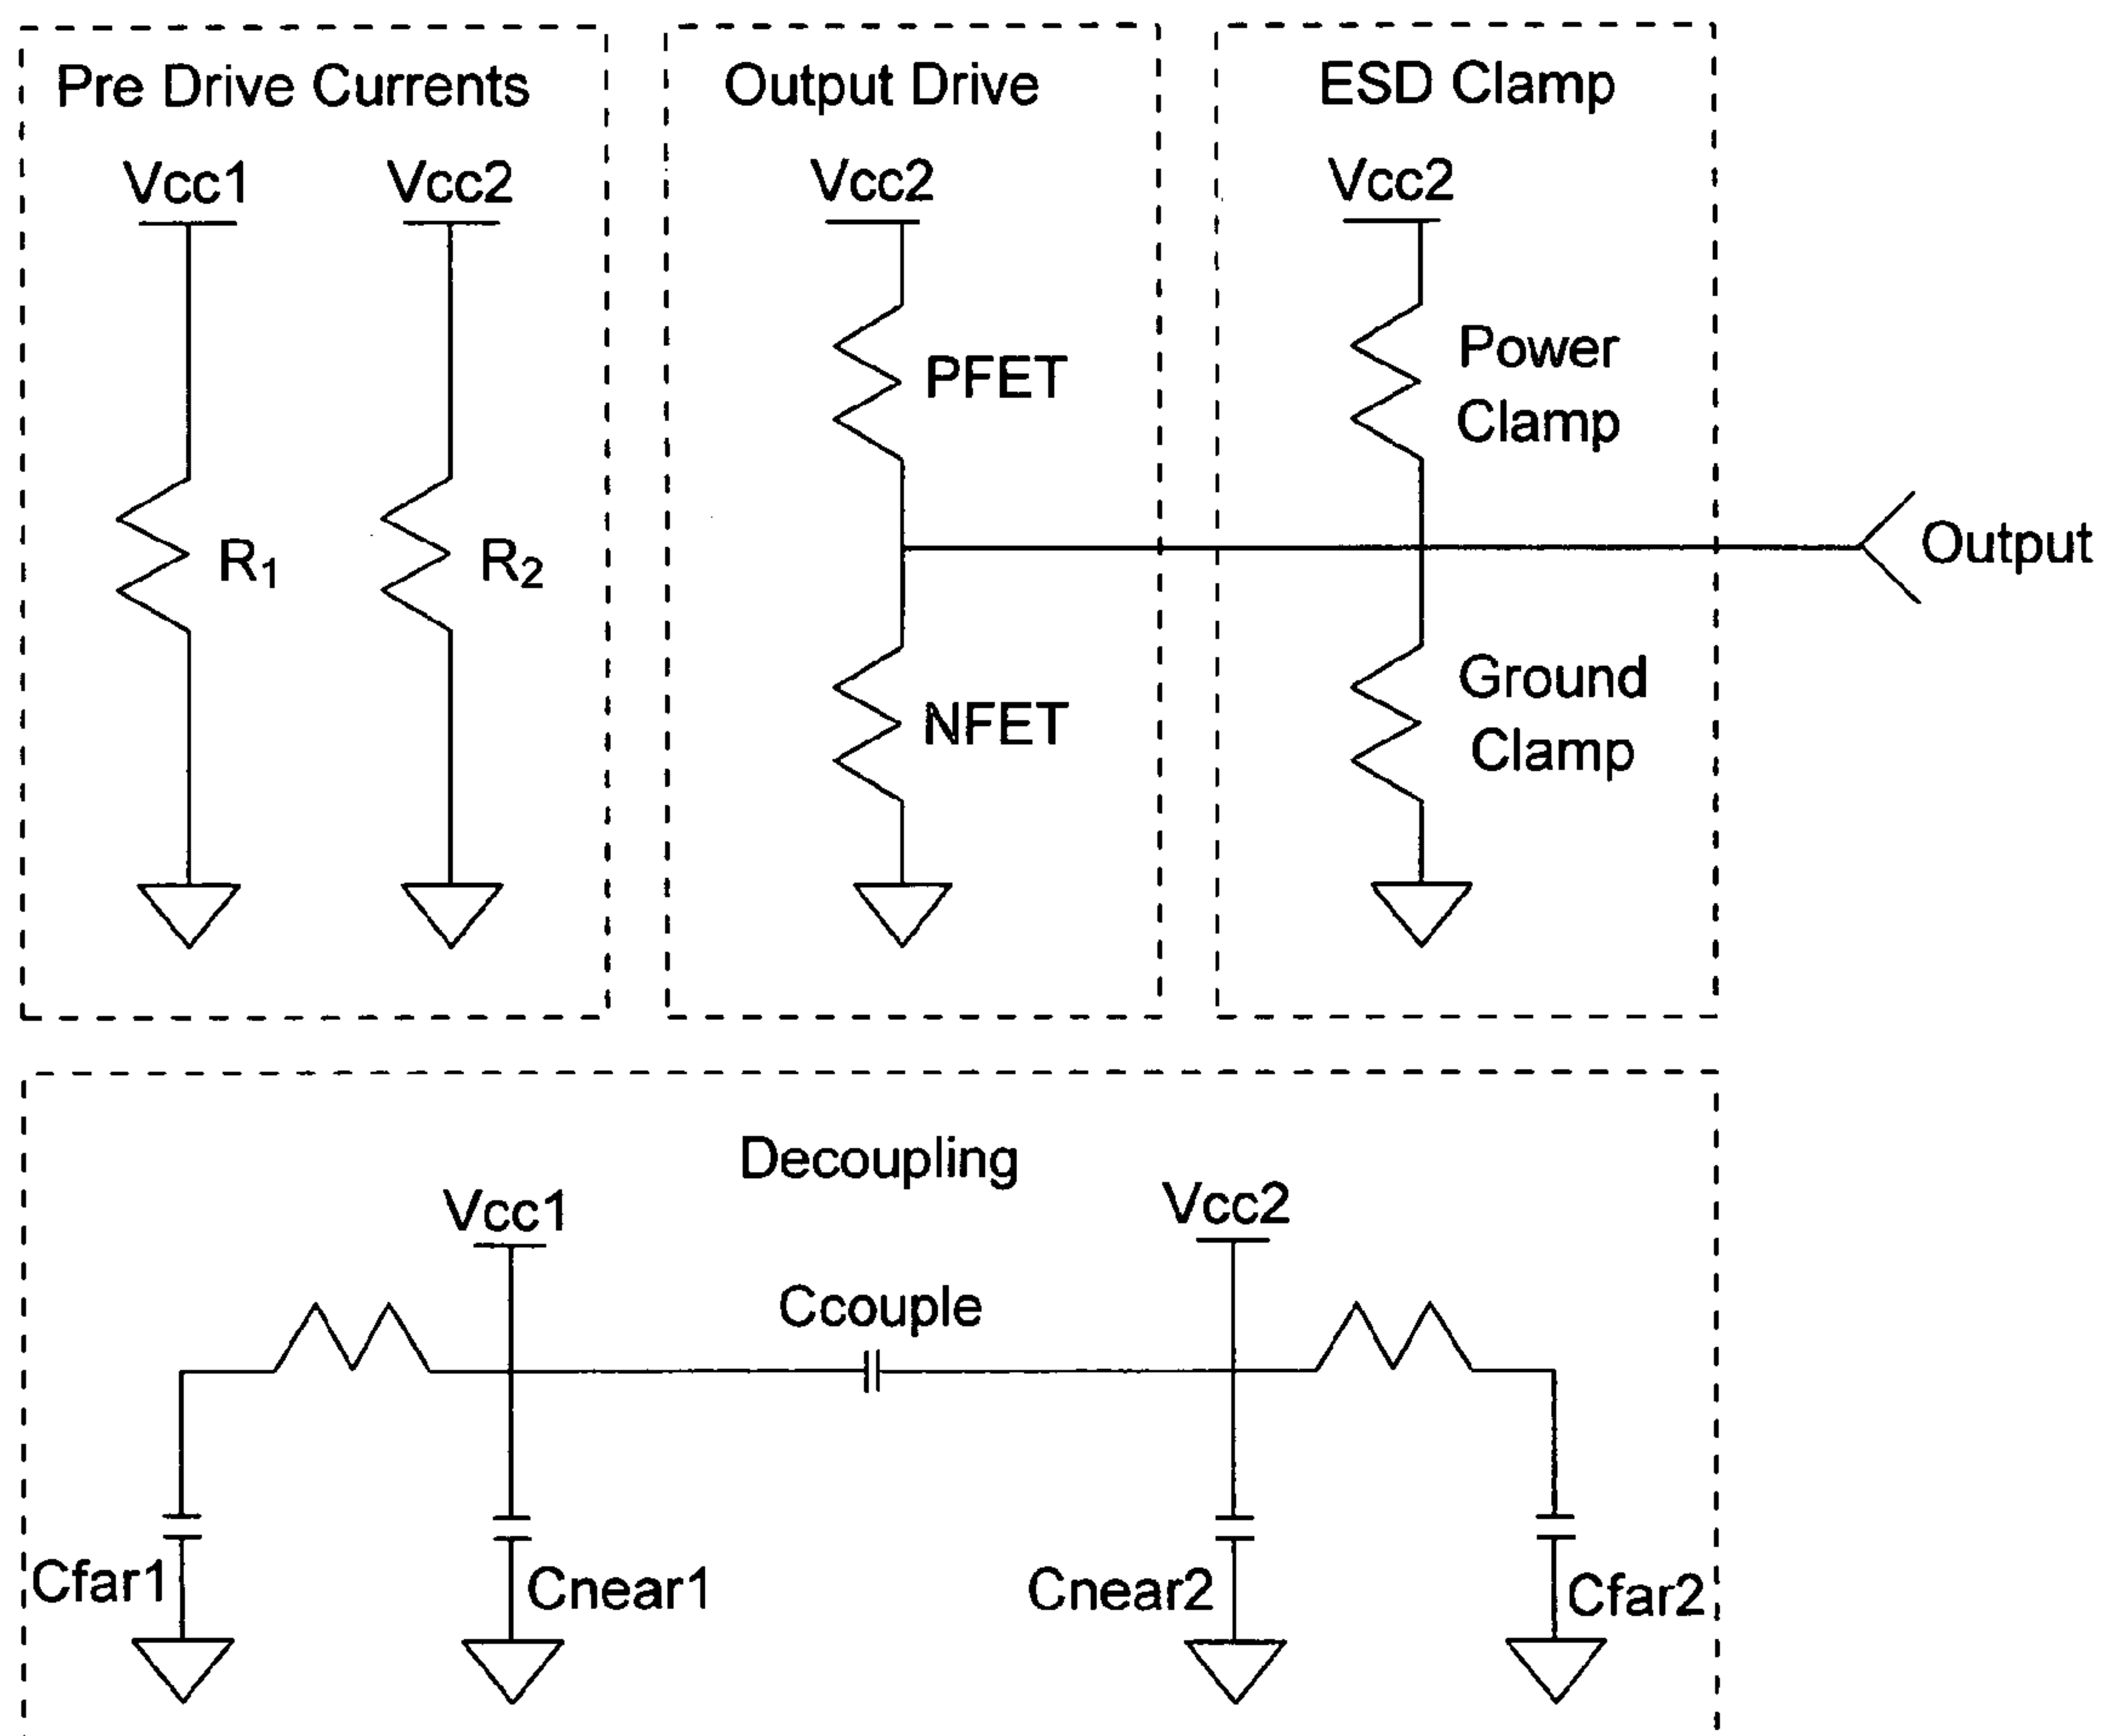 Pre Drive Currents
Output Drive
ESD Clamp
Vcc1
Vcc2
Vcc2
Vcc2
Power
Clamp
PFET
R₁
R₂
Output
NFET
Ground
Clamp
Decoupling
Vcc1
Vcc2
Ccouple
Cfar1
Cnear1
Cnear2
Cfar2